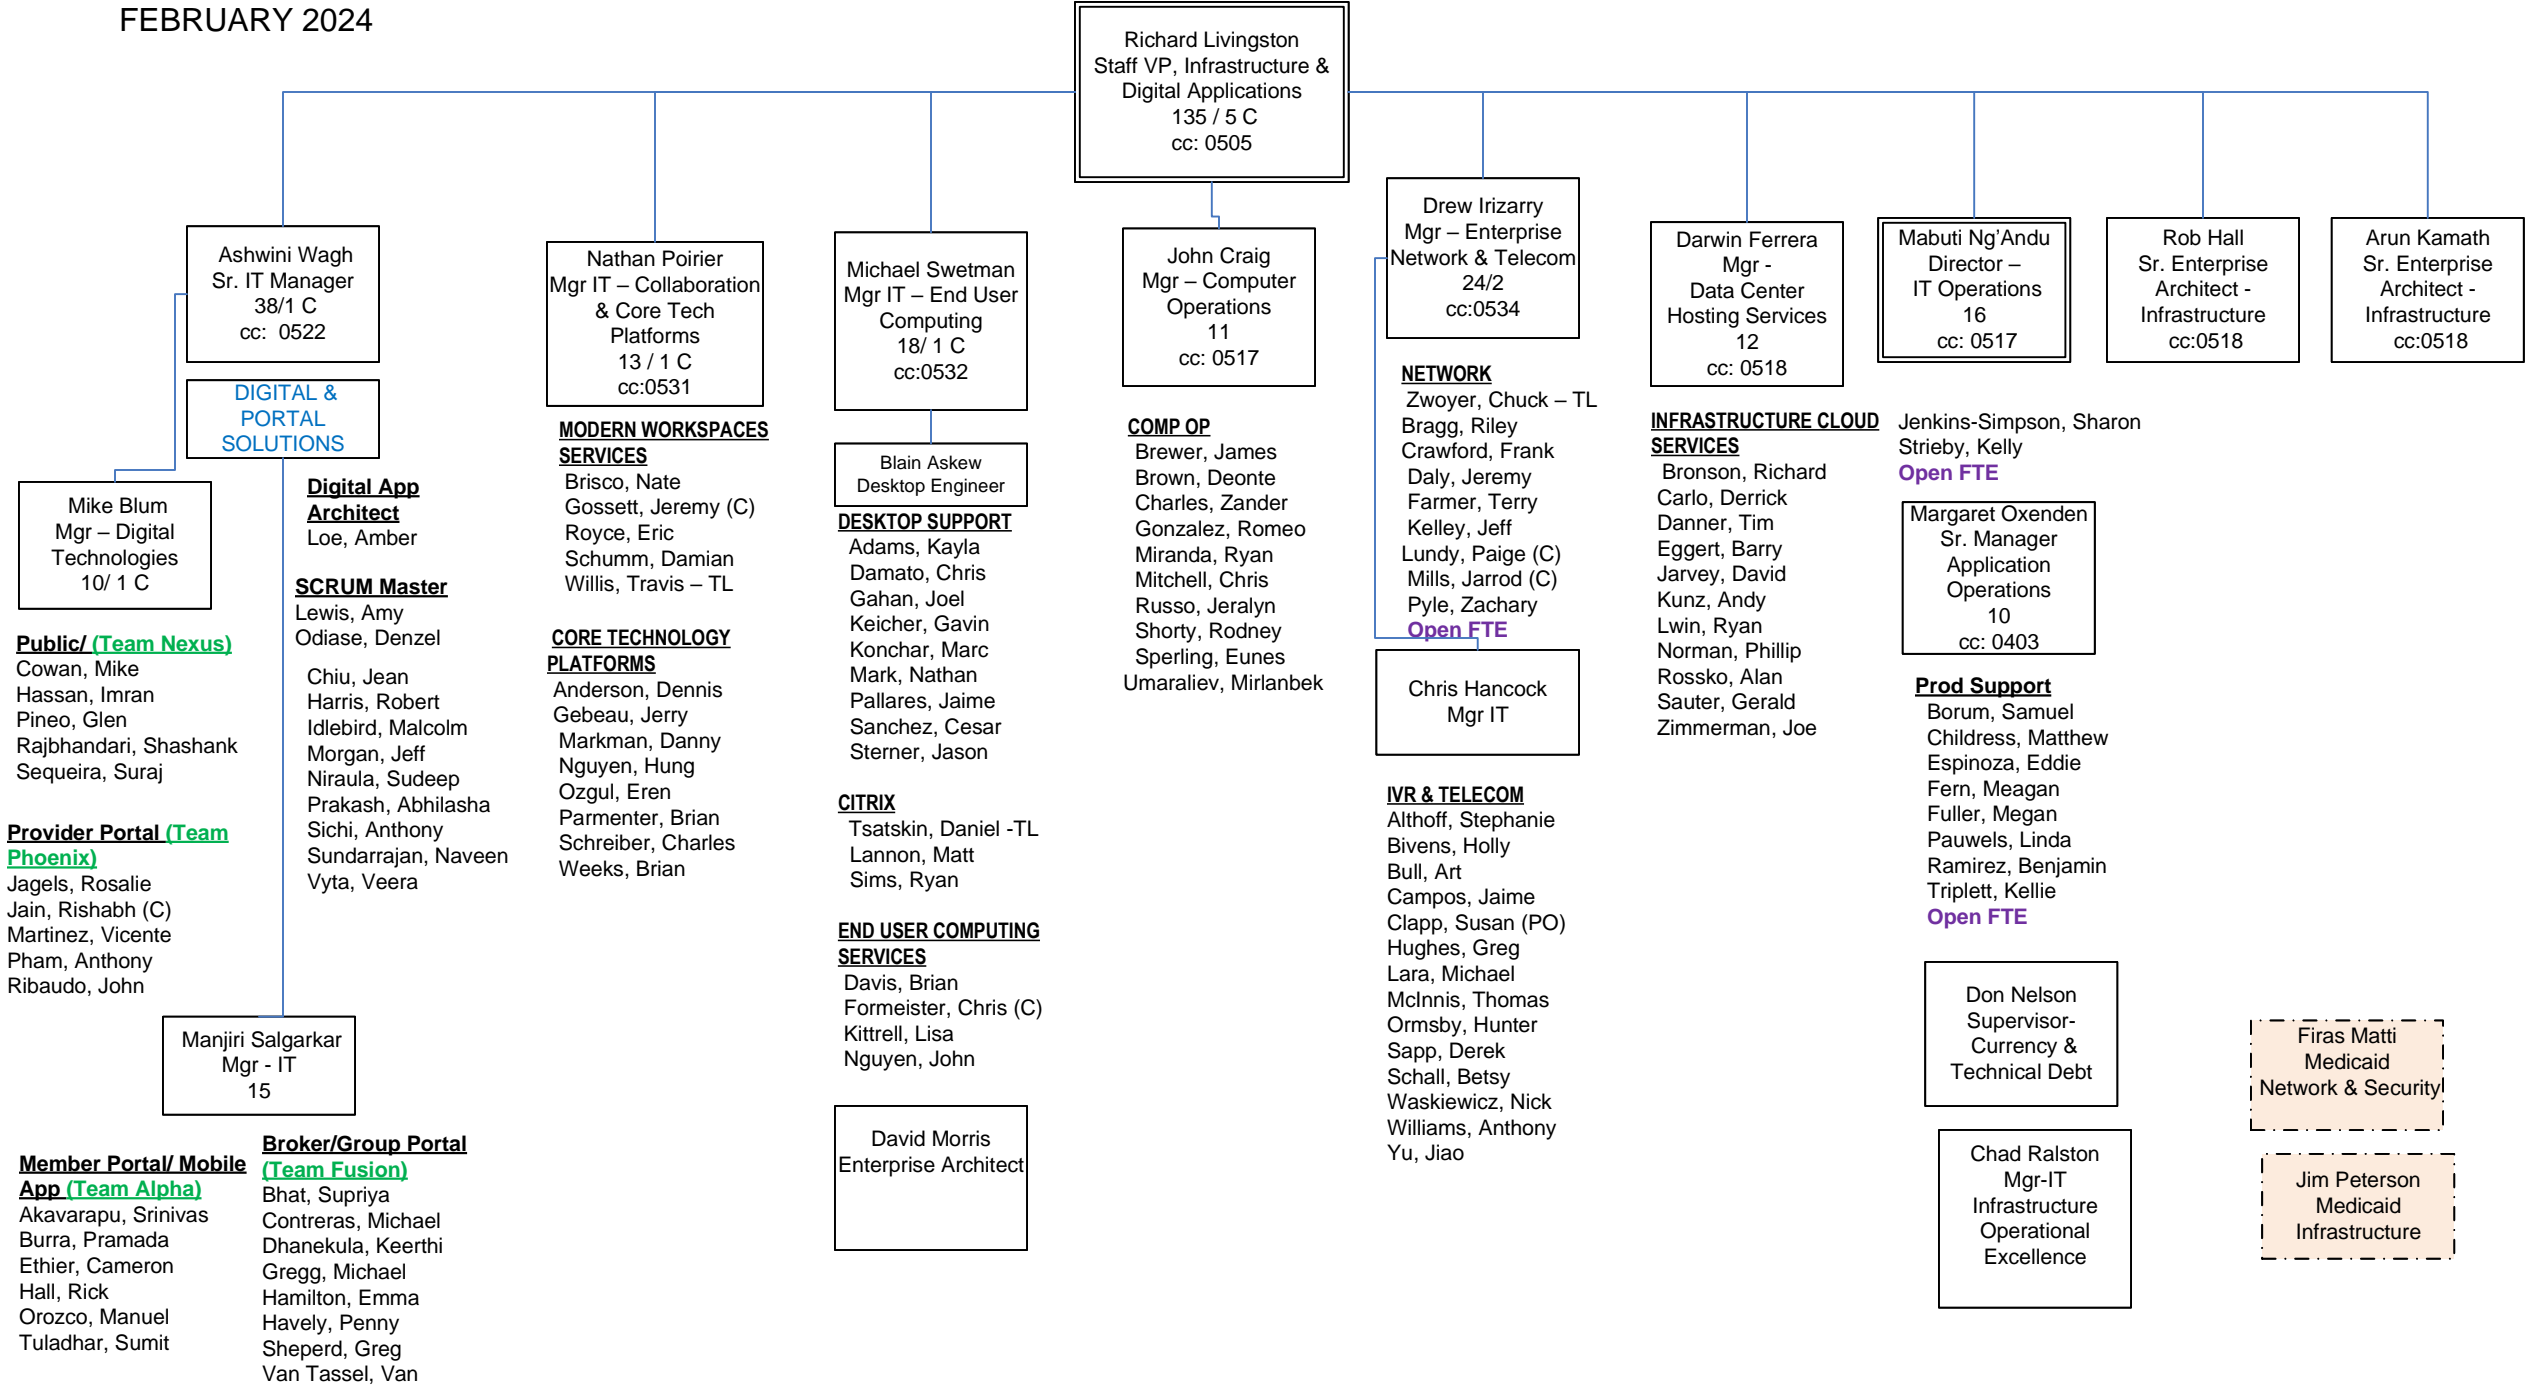 FEBRUARY 2024
Richard Livingston
Staff VP, Infrastructure &
Digital Applications
135 / 5 C
cc: 0505
Ashwini Wagh
Sr. IT Manager
38/1 C
cc: 0522
DIGITAL &
PORTAL
SOLUTIONS
Mike Blum
Mgr – Digital
Technologies
10/ 1 C
Public/ (Team Nexus)
Cowan, Mike
Hassan, Imran
Pineo, Glen
Rajbhandari, Shashank
Sequeira, Suraj
Provider Portal (Team
Phoenix)
Jagels, Rosalie
Jain, Rishabh (C)
Martinez, Vicente
Pham, Anthony
Ribaudo, John
Digital App
Architect
Loe, Amber
SCRUM Master
Lewis, Amy
Odiase, Denzel
Chiu, Jean
Harris, Robert
Idlebird, Malcolm
Morgan, Jeff
Niraula, Sudeep
Prakash, Abhilasha
Sichi, Anthony
Sundarrajan, Naveen
Vyta, Veera
Manjiri Salgarkar
Mgr - IT
15
Member Portal/ Mobile
App (Team Alpha)
Akavarapu, Srinivas
Burra, Pramada
Ethier, Cameron
Hall, Rick
Orozco, Manuel
Tuladhar, Sumit
Broker/Group Portal
(Team Fusion)
Bhat, Supriya
Contreras, Michael
Dhanekula, Keerthi
Gregg, Michael
Hamilton, Emma
Havely, Penny
Sheperd, Greg
Van Tassel, Van
Nathan Poirier
Mgr IT – Collaboration
& Core Tech
Platforms
13 / 1 C
cc:0531
MODERN WORKSPACES
SERVICES
Brisco, Nate
Gossett, Jeremy (C)
Royce, Eric
Schumm, Damian
Willis, Travis – TL
CORE TECHNOLOGY
PLATFORMS
Anderson, Dennis
Gebeau, Jerry
Markman, Danny
Nguyen, Hung
Ozgul, Eren
Parmenter, Brian
Schreiber, Charles
Weeks, Brian
Michael Swetman
Mgr IT – End User
Computing
18/ 1 C
cc:0532
Blain Askew
Desktop Engineer
DESKTOP SUPPORT
Adams, Kayla
Damato, Chris
Gahan, Joel
Keicher, Gavin
Konchar, Marc
Mark, Nathan
Pallares, Jaime
Sanchez, Cesar
Sterner, Jason
CITRIX
Tsatskin, Daniel -TL
Lannon, Matt
Sims, Ryan
END USER COMPUTING
SERVICES
Davis, Brian
Formeister, Chris (C)
Kittrell, Lisa
Nguyen, John
David Morris
Enterprise Architect
John Craig
Mgr – Computer
Operations
11
cc: 0517
COMP OP
Brewer, James
Brown, Deonte
Charles, Zander
Gonzalez, Romeo
Miranda, Ryan
Mitchell, Chris
Russo, Jeralyn
Shorty, Rodney
Sperling, Eunes
Umaraliev, Mirlanbek
Drew Irizarry
Mgr – Enterprise
Network & Telecom
24/2
cc:0534
NETWORK
Zwoyer, Chuck – TL
Bragg, Riley
Crawford, Frank
Daly, Jeremy
Farmer, Terry
Kelley, Jeff
Lundy, Paige (C)
Mills, Jarrod (C)
Pyle, Zachary
Open FTE
Chris Hancock
Mgr IT
IVR & TELECOM
Althoff, Stephanie
Bivens, Holly
Bull, Art
Campos, Jaime
Clapp, Susan (PO)
Hughes, Greg
Lara, Michael
McInnis, Thomas
Ormsby, Hunter
Sapp, Derek
Schall, Betsy
Waskiewicz, Nick
Williams, Anthony
Yu, Jiao
Darwin Ferrera
Mgr -
Data Center
Hosting Services
12
cc: 0518
INFRASTRUCTURE CLOUD
SERVICES
Bronson, Richard
Carlo, Derrick
Danner, Tim
Eggert, Barry
Jarvey, David
Kunz, Andy
Lwin, Ryan
Norman, Phillip
Rossko, Alan
Sauter, Gerald
Zimmerman, Joe
Mabuti Ng’Andu
Director –
IT Operations
16
cc: 0517
Jenkins-Simpson, Sharon
Strieby, Kelly
Open FTE
Margaret Oxenden
Sr. Manager
Application
Operations
10
cc: 0403
Prod Support
Borum, Samuel
Childress, Matthew
Espinoza, Eddie
Fern, Meagan
Fuller, Megan
Pauwels, Linda
Ramirez, Benjamin
Triplett, Kellie
Open FTE
Don Nelson
Supervisor-
Currency &
Technical Debt
Chad Ralston
Mgr-IT
Infrastructure
Operational
Excellence
Rob Hall
Sr. Enterprise
Architect -
Infrastructure
cc:0518
Arun Kamath
Sr. Enterprise
Architect -
Infrastructure
cc:0518
Firas Matti
Medicaid
Network & Security
Jim Peterson
Medicaid
Infrastructure